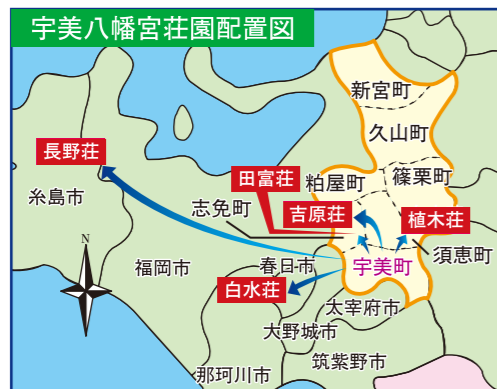 宇美八幡宮荘園配置図
新宮町
久山町
長野荘
田富荘
粕屋町
篠栗町
糸島市
志免町
吉原荘
植木荘
N
須恵町
福岡市
春日市
宇美町
白水荘
太宰府市
大野城市
筑紫野市
那珂川市